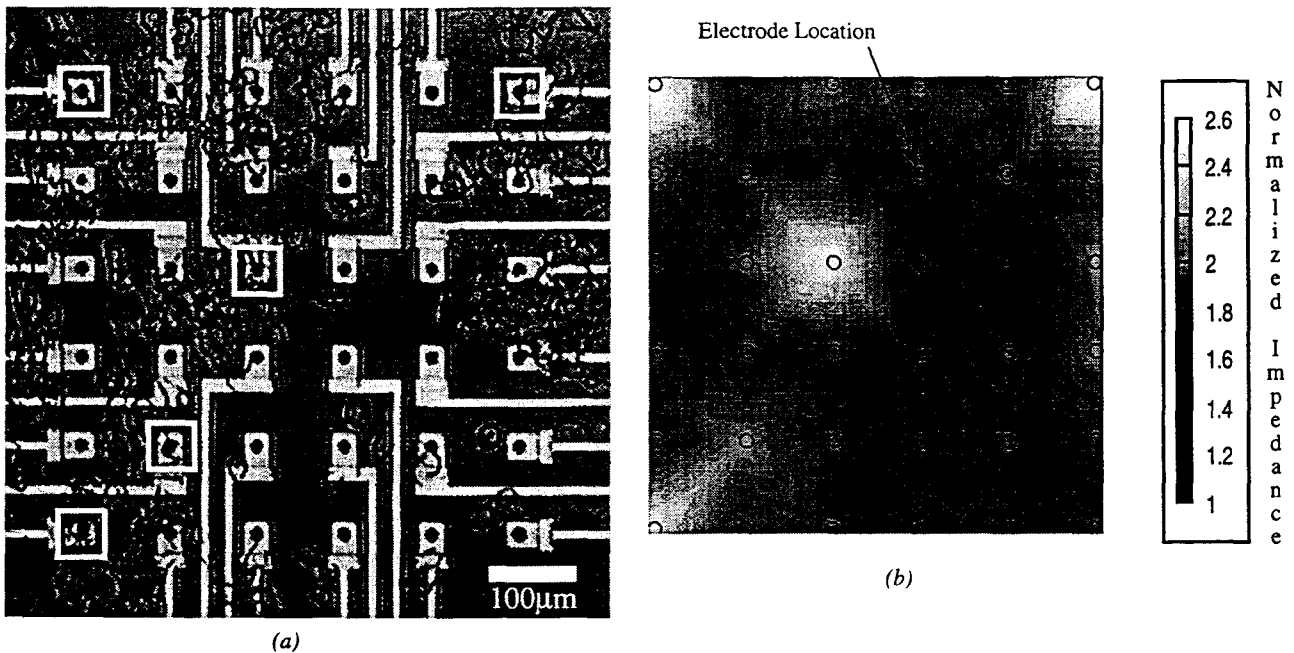 100μm
(a)
Electrode Location
(b)
2.6
2.4
2.2
2
1.8
1.6
1.4
1.2
1
Normalized Impedance